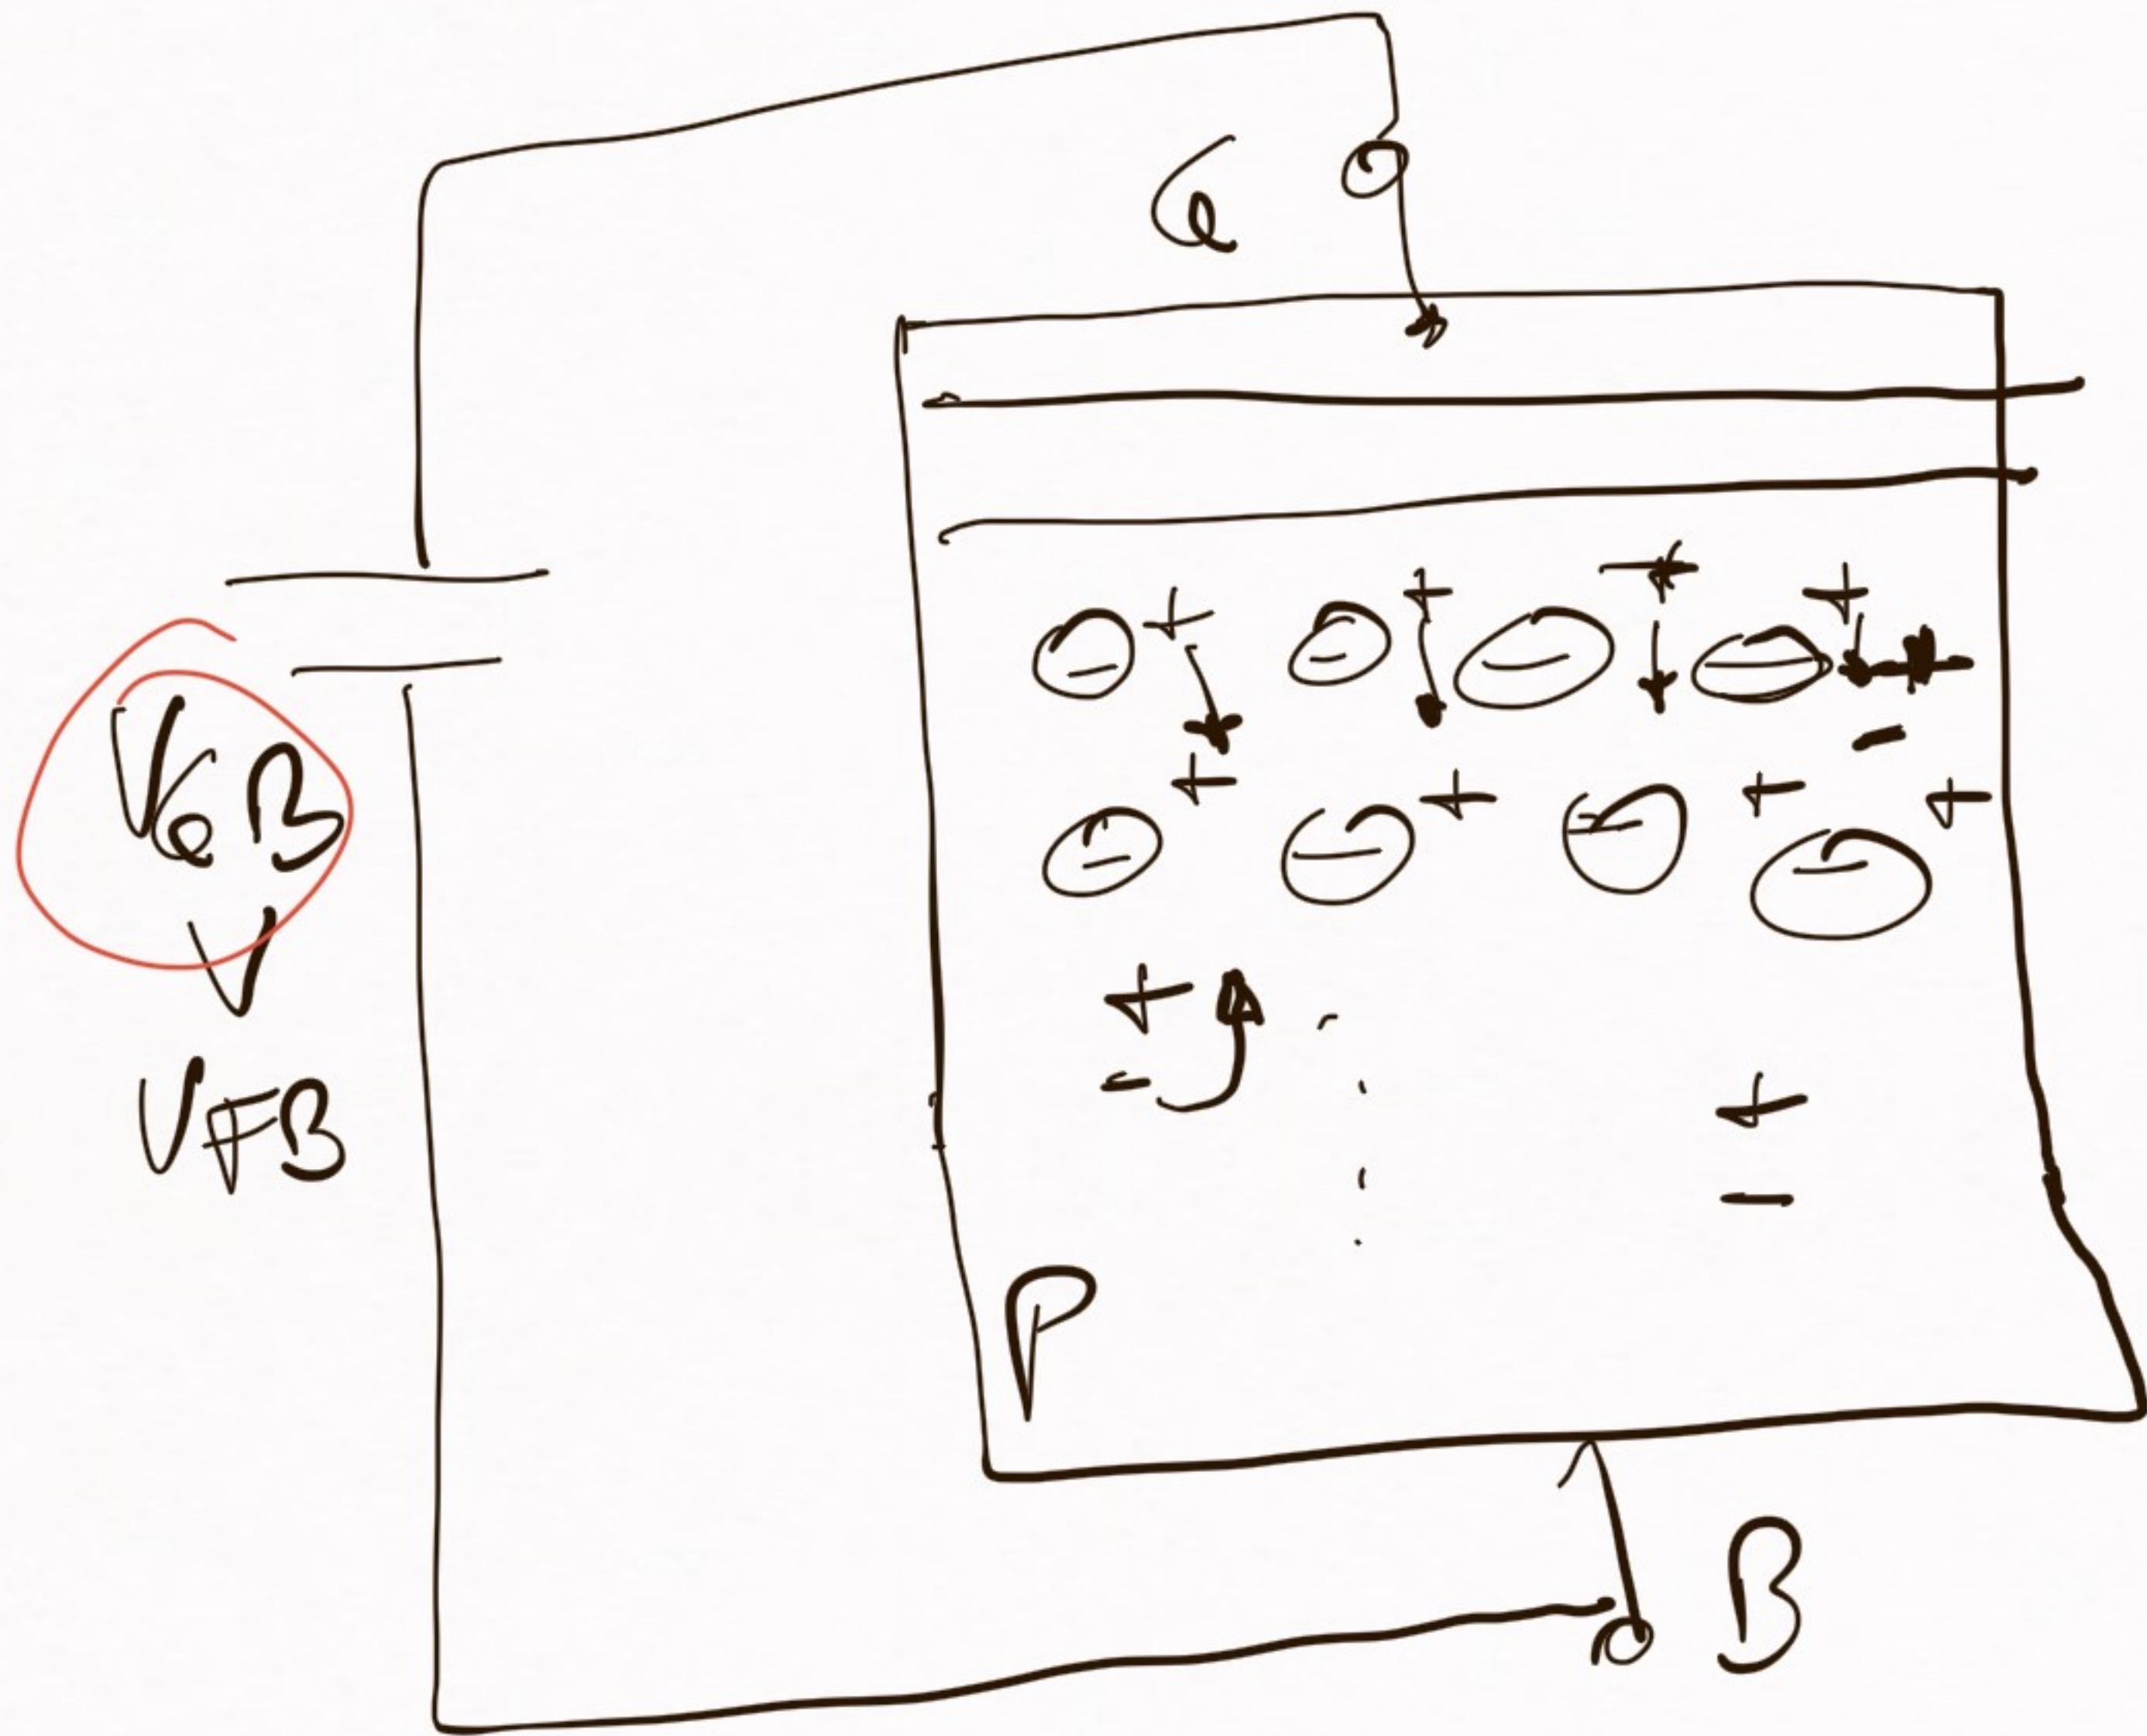 G
+ + + +
- - - -
+
-
+ + + +
- - - -
+
-
+
-
P
VGB
V
VFB
B